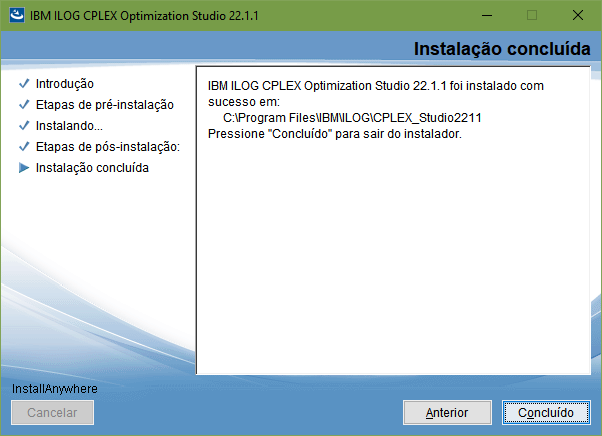 IBM ILOG CPLEX Optimization Studio 22.1.1
Instalação concluída
Introdução
Etapas de pré-instalação
Instalando...
Etapas de pós-instalação:
Instalação concluída
IBM ILOG CPLEX Optimization Studio 22.1.1 foi instalado com
sucesso em:
C:\Program Files\IBM\ILOG\CPLEX_Studio2211
Pressione "Concluído" para sair do instalador.
InstallAnywhere
Cancelar
Anterior
Concluído